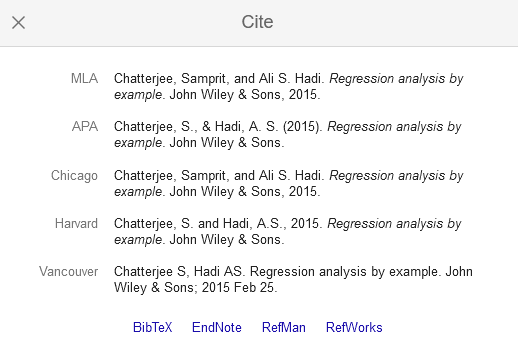 Cite
MLA Chatterjee, Samprit, and Ali S. Hadi. Regression analysis by
example. John Wiley & Sons, 2015.
APA Chatterjee, S., & Hadi, A. S. (2015). Regression analysis by
example. John Wiley & Sons.
Chicago Chatterjee, Samprit, and Ali S. Hadi. Regression analysis by
example. John Wiley & Sons, 2015.
Harvard Chatterjee, S. and Hadi, A.S., 2015. Regression analysis by
example. John Wiley & Sons.
Vancouver Chatterjee S, Hadi AS. Regression analysis by example. John
Wiley & Sons; 2015 Feb 25.
BibTeX EndNote RefMan RefWorks